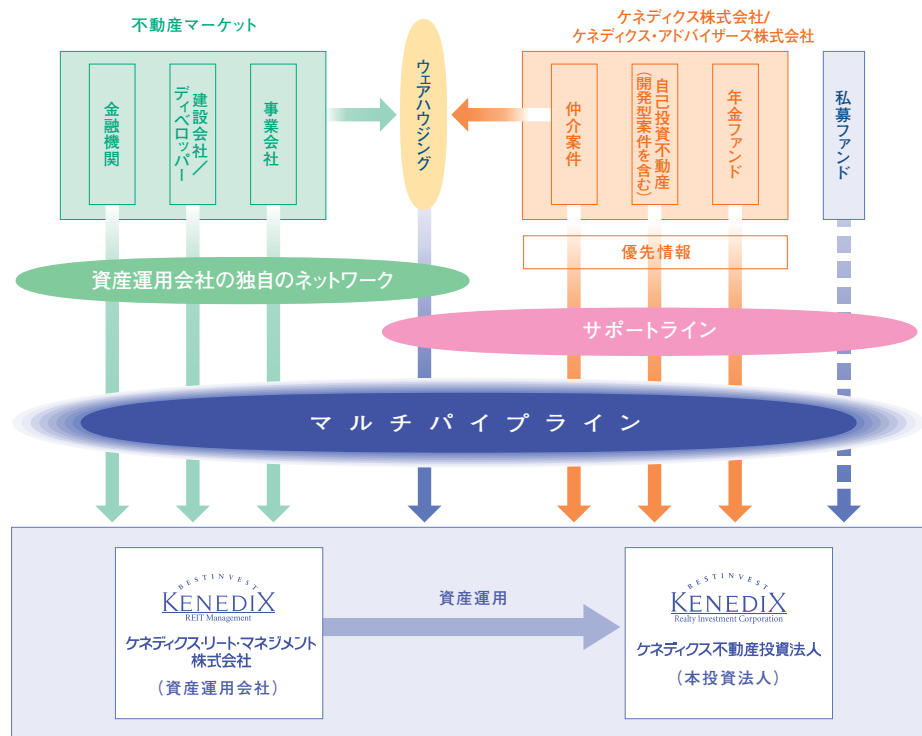 不動産マーケット
ケネディクス株式会社/
ケネディクス・アドバイザーズ株式会社
金融機関
建設会社/
ディベロッパー
事業会社
ウェアハウジング
仲介案件
自己投資不動産
(開発型案件を含む)
年金ファンド
私募ファンド
優先情報
資産運用会社の独自のネットワーク
サポートライン
マルチパイプライン
BESTINVEST
KENEDIX
REIT Management
ケネディクス・リート・マネジメント
株式会社
(資産運用会社)
資産運用
BESTINVEST
KENEDIX
Realty Investment Corporation
ケネディクス不動産投資法人
(本投資法人)